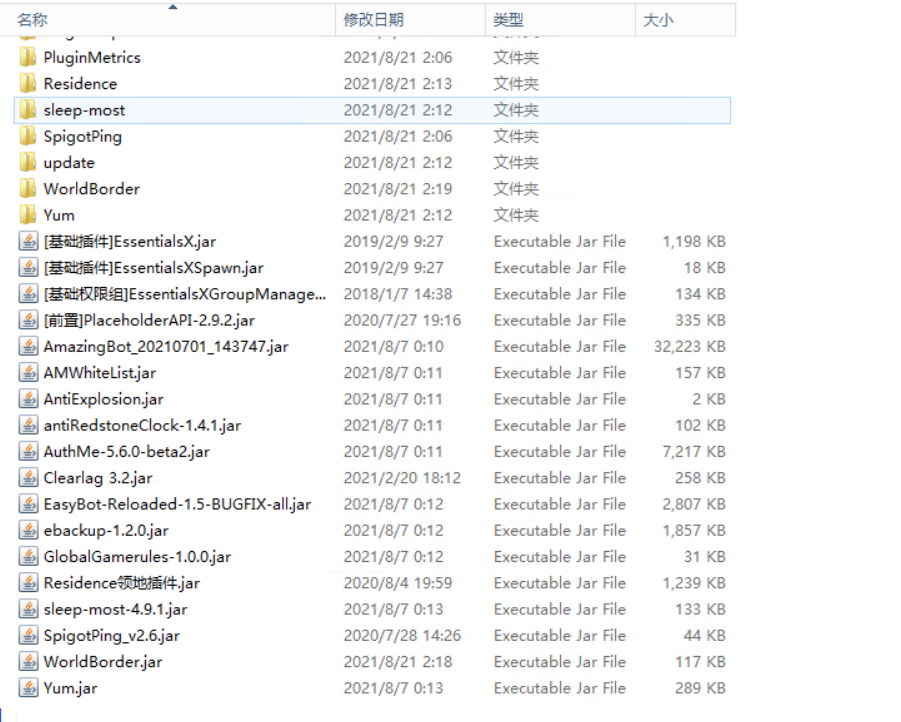 名称 修改日期 类型 大小
PluginMetrics 2021/8/21 2:06 文件夹
Residence 2021/8/21 2:13 文件夹
sleep-most 2021/8/21 2:12 文件夹
SpigotPing 2021/8/21 2:06 文件夹
update 2021/8/21 2:12 文件夹
WorldBorder 2021/8/21 2:19 文件夹
Yum 2021/8/21 2:12 文件夹
[基础插件]EssentialsX.jar 2019/2/9 9:27 Executable Jar File 1,198 KB
[基础插件]EssentialsXSpawn.jar 2019/2/9 9:27 Executable Jar File 18 KB
[基础权限组]EssentialsXGroupManage... 2018/1/7 14:38 Executable Jar File 134 KB
[前置]PlaceholderAPI-2.9.2.jar 2020/7/27 19:16 Executable Jar File 335 KB
AmazingBot_20210701_143747.jar 2021/8/7 0:10 Executable Jar File 32,223 KB
AMWhiteList.jar 2021/8/7 0:11 Executable Jar File 157 KB
AntiExplosion.jar 2021/8/7 0:11 Executable Jar File 2 KB
antiRedstoneClock-1.4.1.jar 2021/8/7 0:11 Executable Jar File 102 KB
AuthMe-5.6.0-beta2.jar 2021/8/7 0:11 Executable Jar File 7,217 KB
Clearlag 3.2.jar 2021/2/20 18:12 Executable Jar File 258 KB
EasyBot-Reloaded-1.5-BUGFIX-all.jar 2021/8/7 0:12 Executable Jar File 2,807 KB
ebackup-1.2.0.jar 2021/8/7 0:12 Executable Jar File 1,857 KB
GlobalGamerules-1.0.0.jar 2021/8/7 0:12 Executable Jar File 31 KB
Residence领地插件.jar 2020/8/4 19:59 Executable Jar File 1,239 KB
sleep-most-4.9.1.jar 2021/8/7 0:13 Executable Jar File 133 KB
SpigotPing_v2.6.jar 2020/7/28 14:26 Executable Jar File 44 KB
WorldBorder.jar 2021/8/21 2:18 Executable Jar File 117 KB
Yum.jar 2021/8/7 0:13 Executable Jar File 289 KB